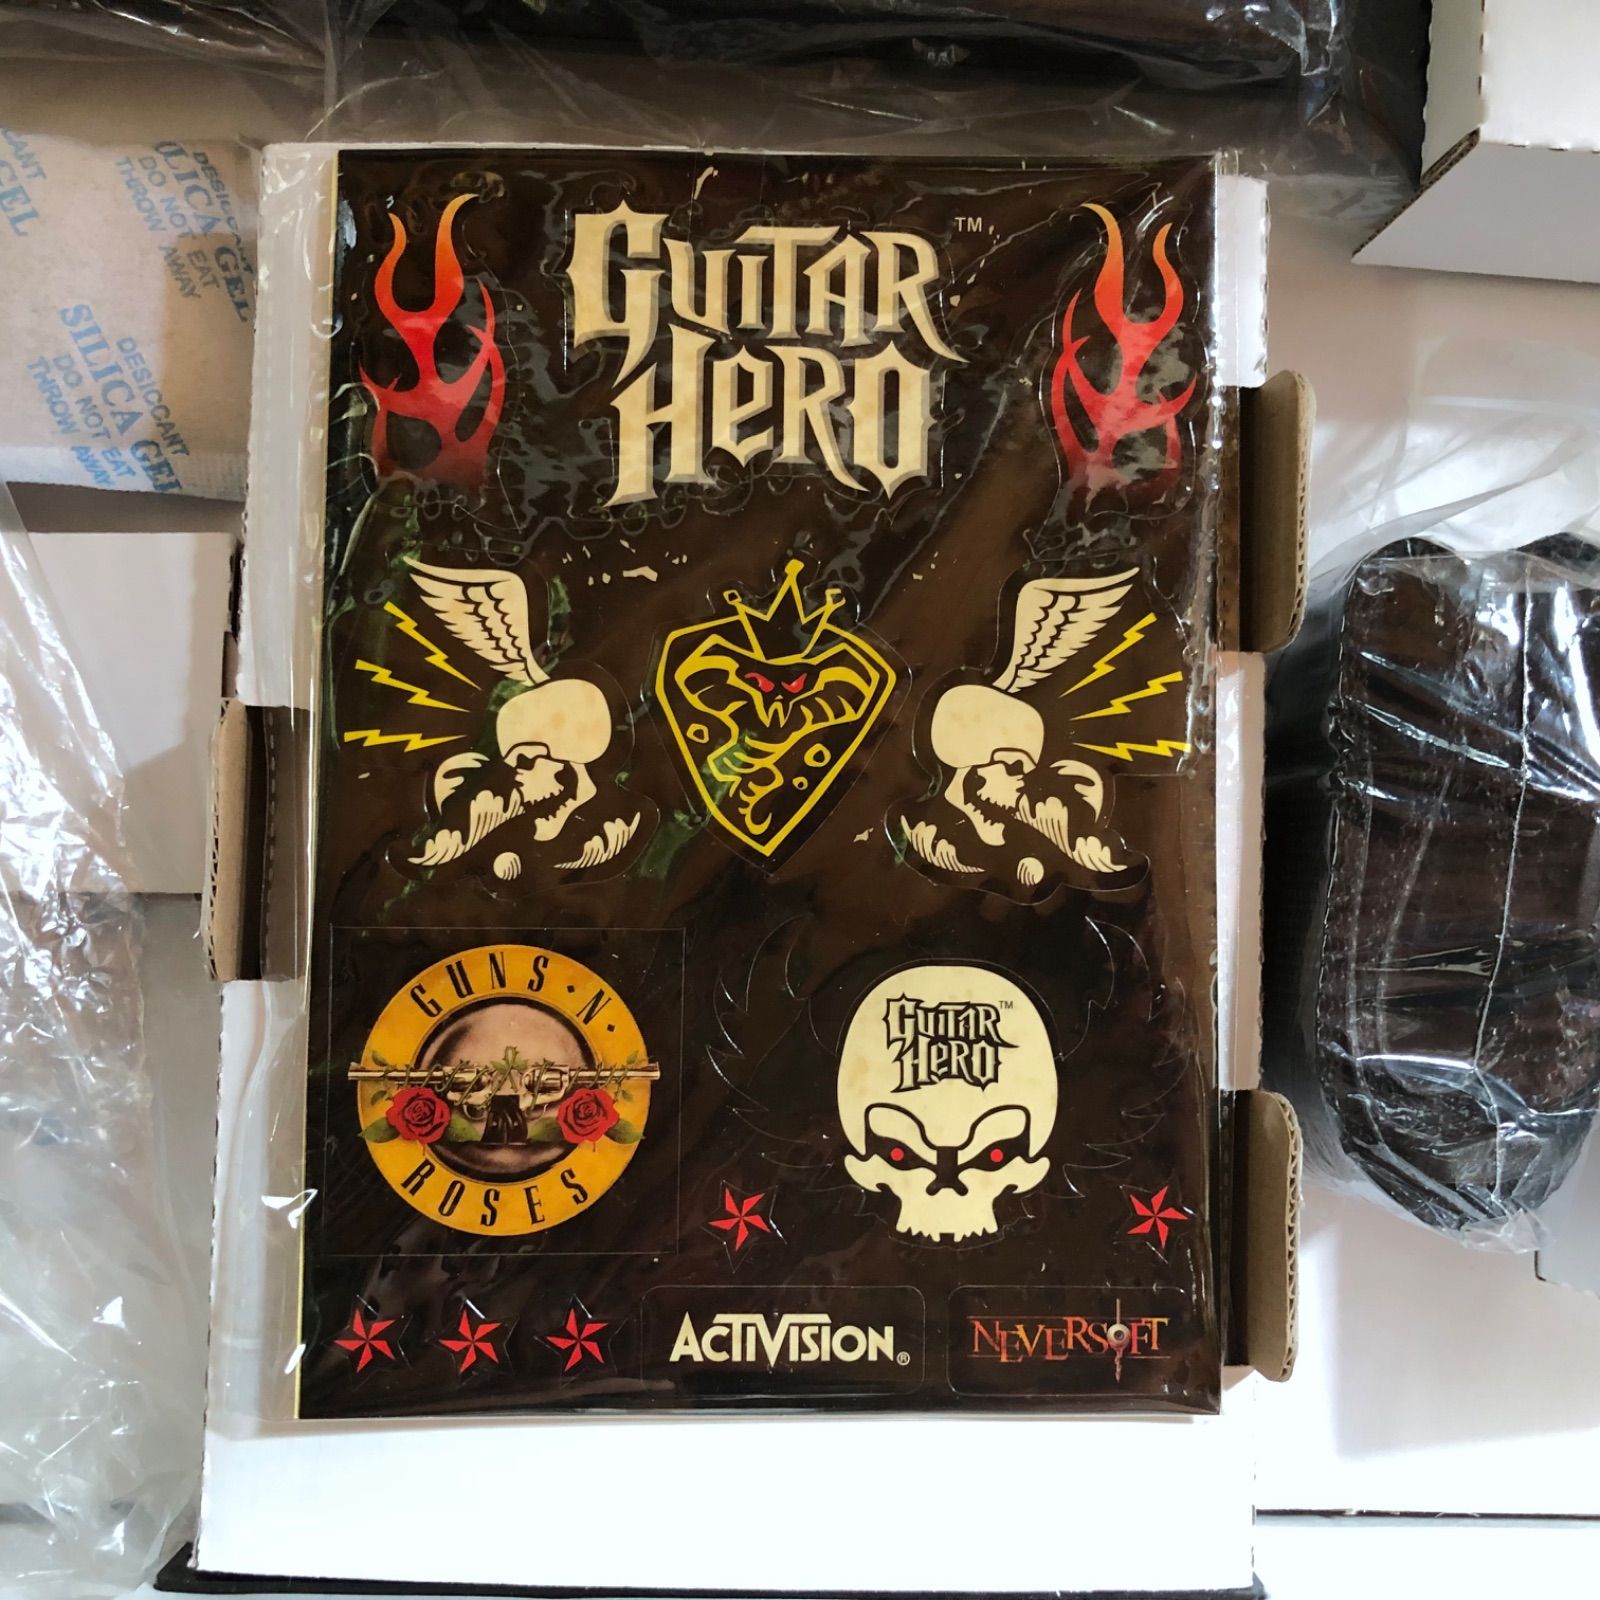 GUITAR
HERO
TM
DESICCANT
SILICA GEL
DO NOT EAT
THROW AWAY
DESICCANT
SILICA GEL
DO NOT EAT
THROW AWAY
GUNS·N·
ROSES
GUITAR
HERO
TM
ACTIVISION®
NEVERSOFT